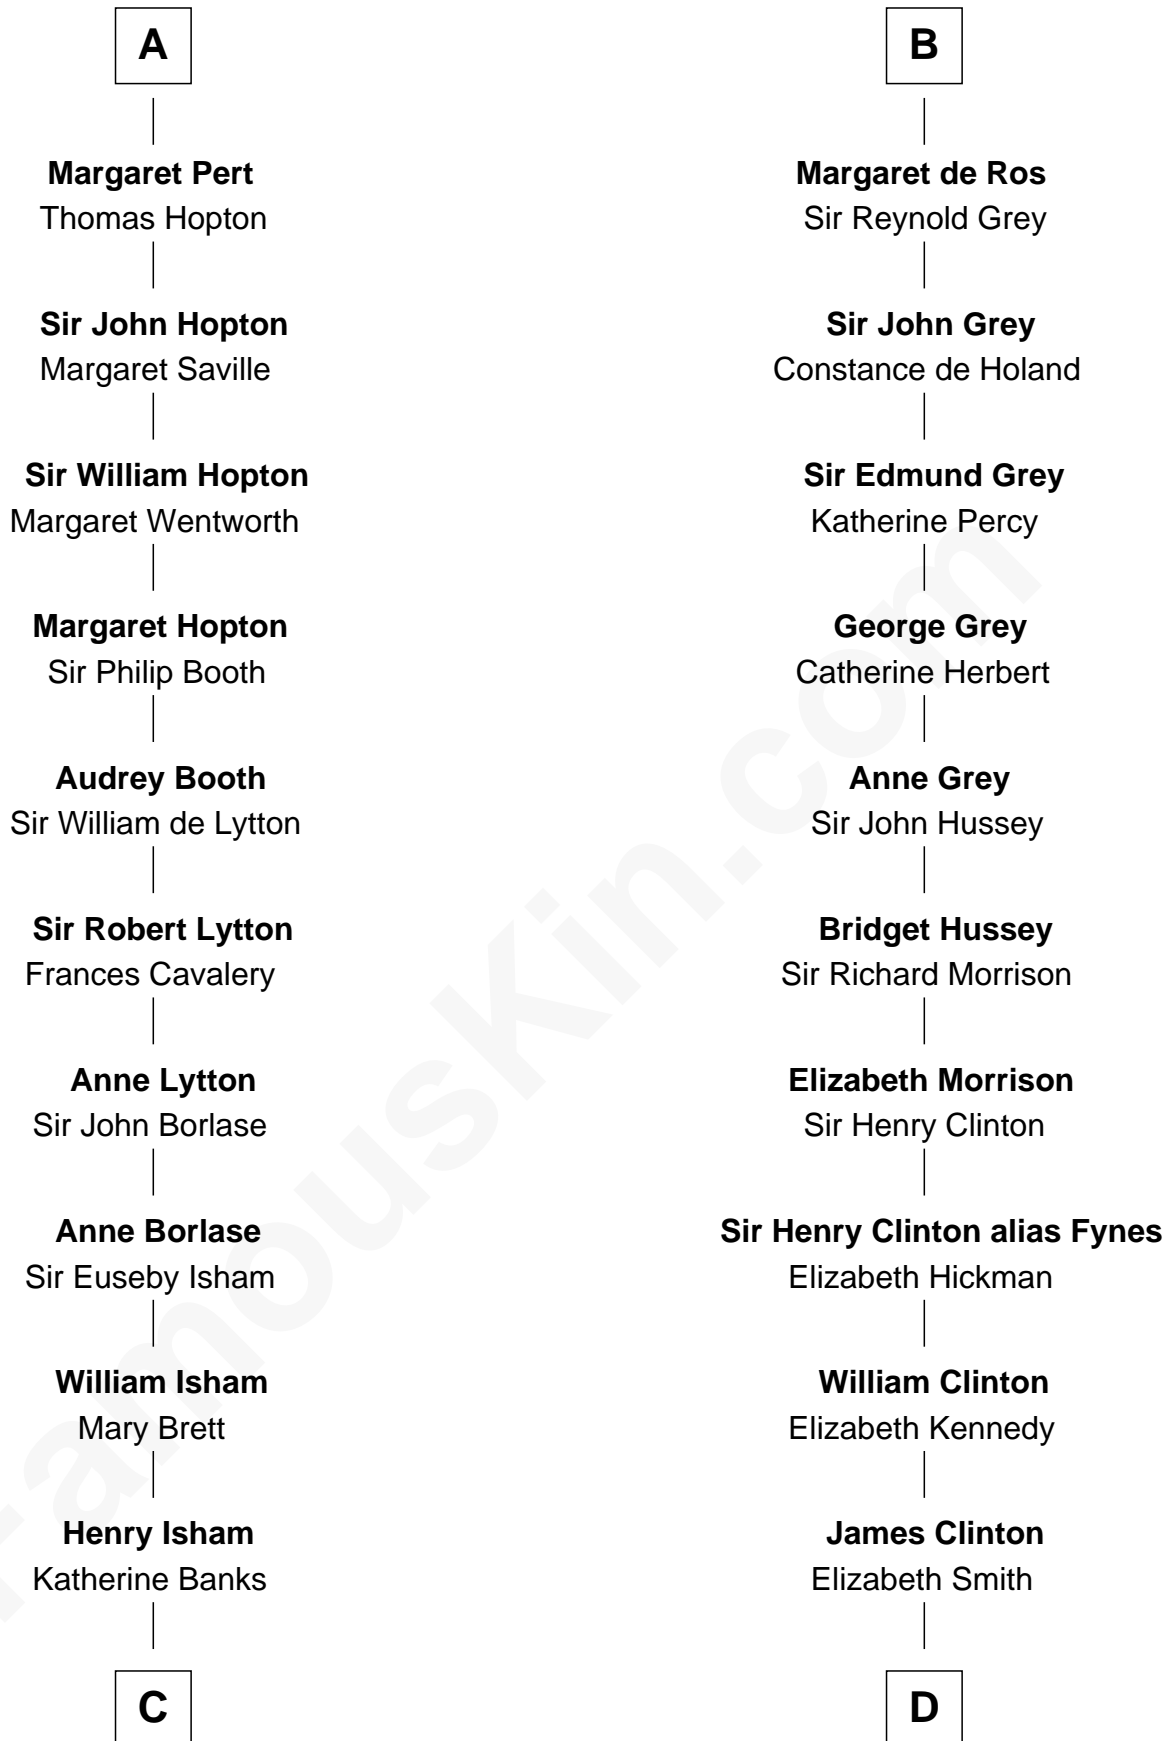 A
Margaret Pert
Thomas Hopton
Sir John Hopton
Margaret Saville
Sir William Hopton
Margaret Wentworth
Margaret Hopton
Sir Philip Booth
Audrey Booth
Sir William de Lytton
Sir Robert Lytton
Frances Cavalery
Anne Lytton
Sir John Borlase
Anne Borlase
Sir Euseby Isham
William Isham
Mary Brett
Henry Isham
Katherine Banks
C
B
Margaret de Ros
Sir Reynold Grey
Sir John Grey
Constance de Holand
Sir Edmund Grey
Katherine Percy
George Grey
Catherine Herbert
Anne Grey
Sir John Hussey
Bridget Hussey
Sir Richard Morrison
Elizabeth Morrison
Sir Henry Clinton
Sir Henry Clinton alias Fynes
Elizabeth Hickman
William Clinton
Elizabeth Kennedy
James Clinton
Elizabeth Smith
D
FamousKin.com